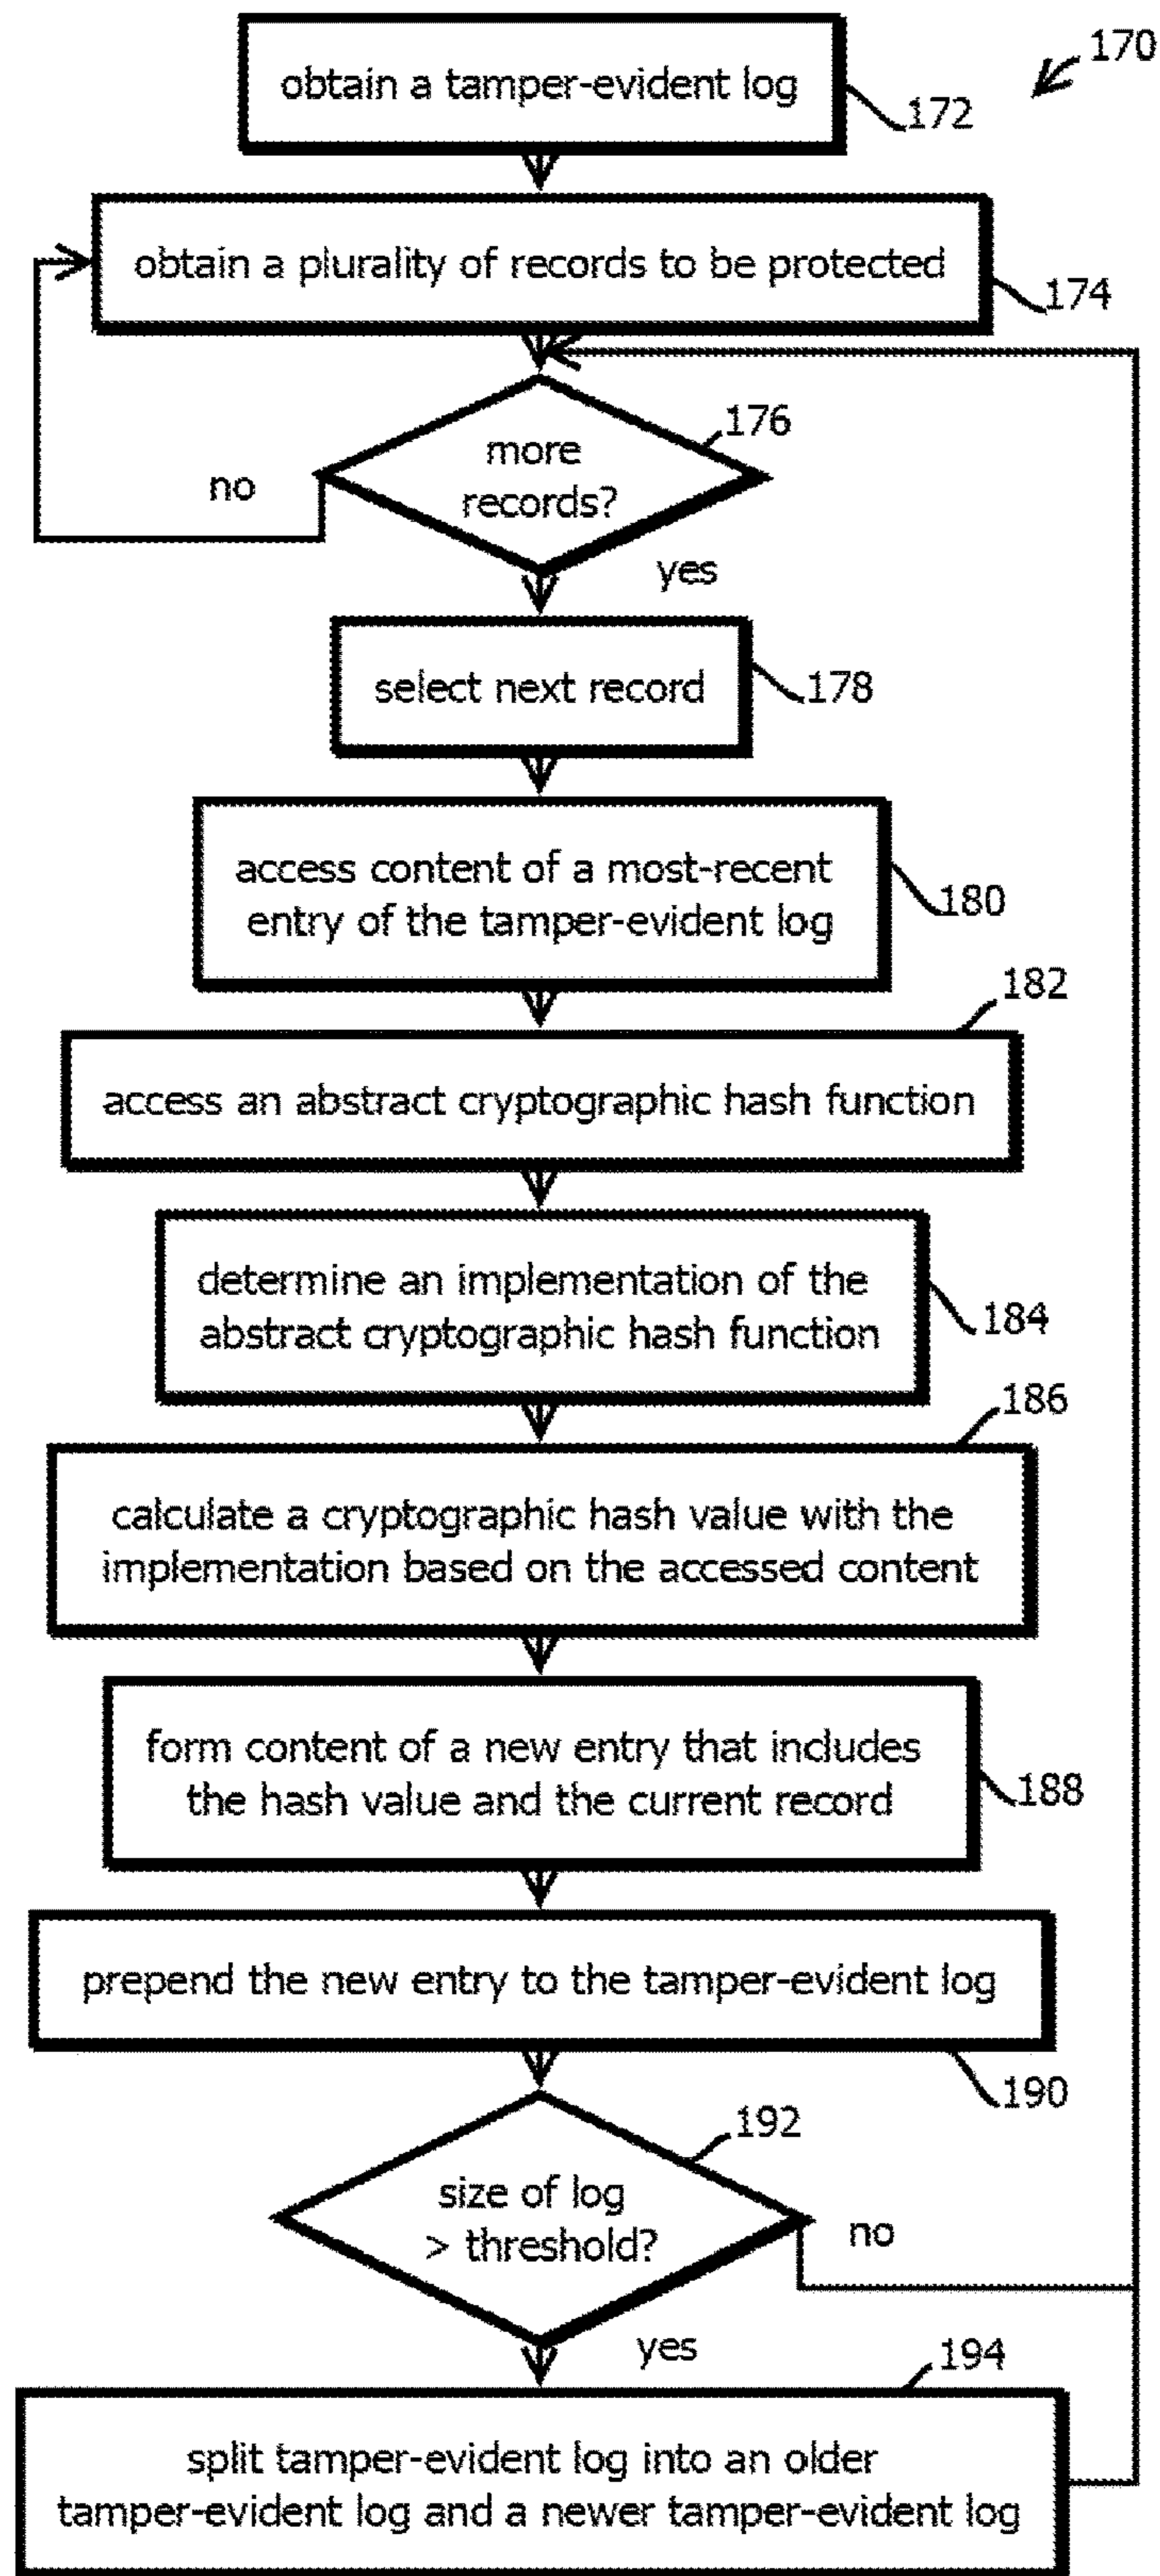 170
obtain a tamper-evident log
172
obtain a plurality of records to be protected
174
176
more
records?
no
yes
select next record
178
access content of a most-recent
entry of the tamper-evident log
180
182
access an abstract cryptographic hash function
determine an implementation of the
abstract cryptographic hash function
184
186
calculate a cryptographic hash value with the
implementation based on the accessed content
form content of a new entry that includes
the hash value and the current record
188
prepend the new entry to the tamper-evident log
190
192
size of log
> threshold?
no
yes
194
split tamper-evident log into an older
tamper-evident log and a newer tamper-evident log